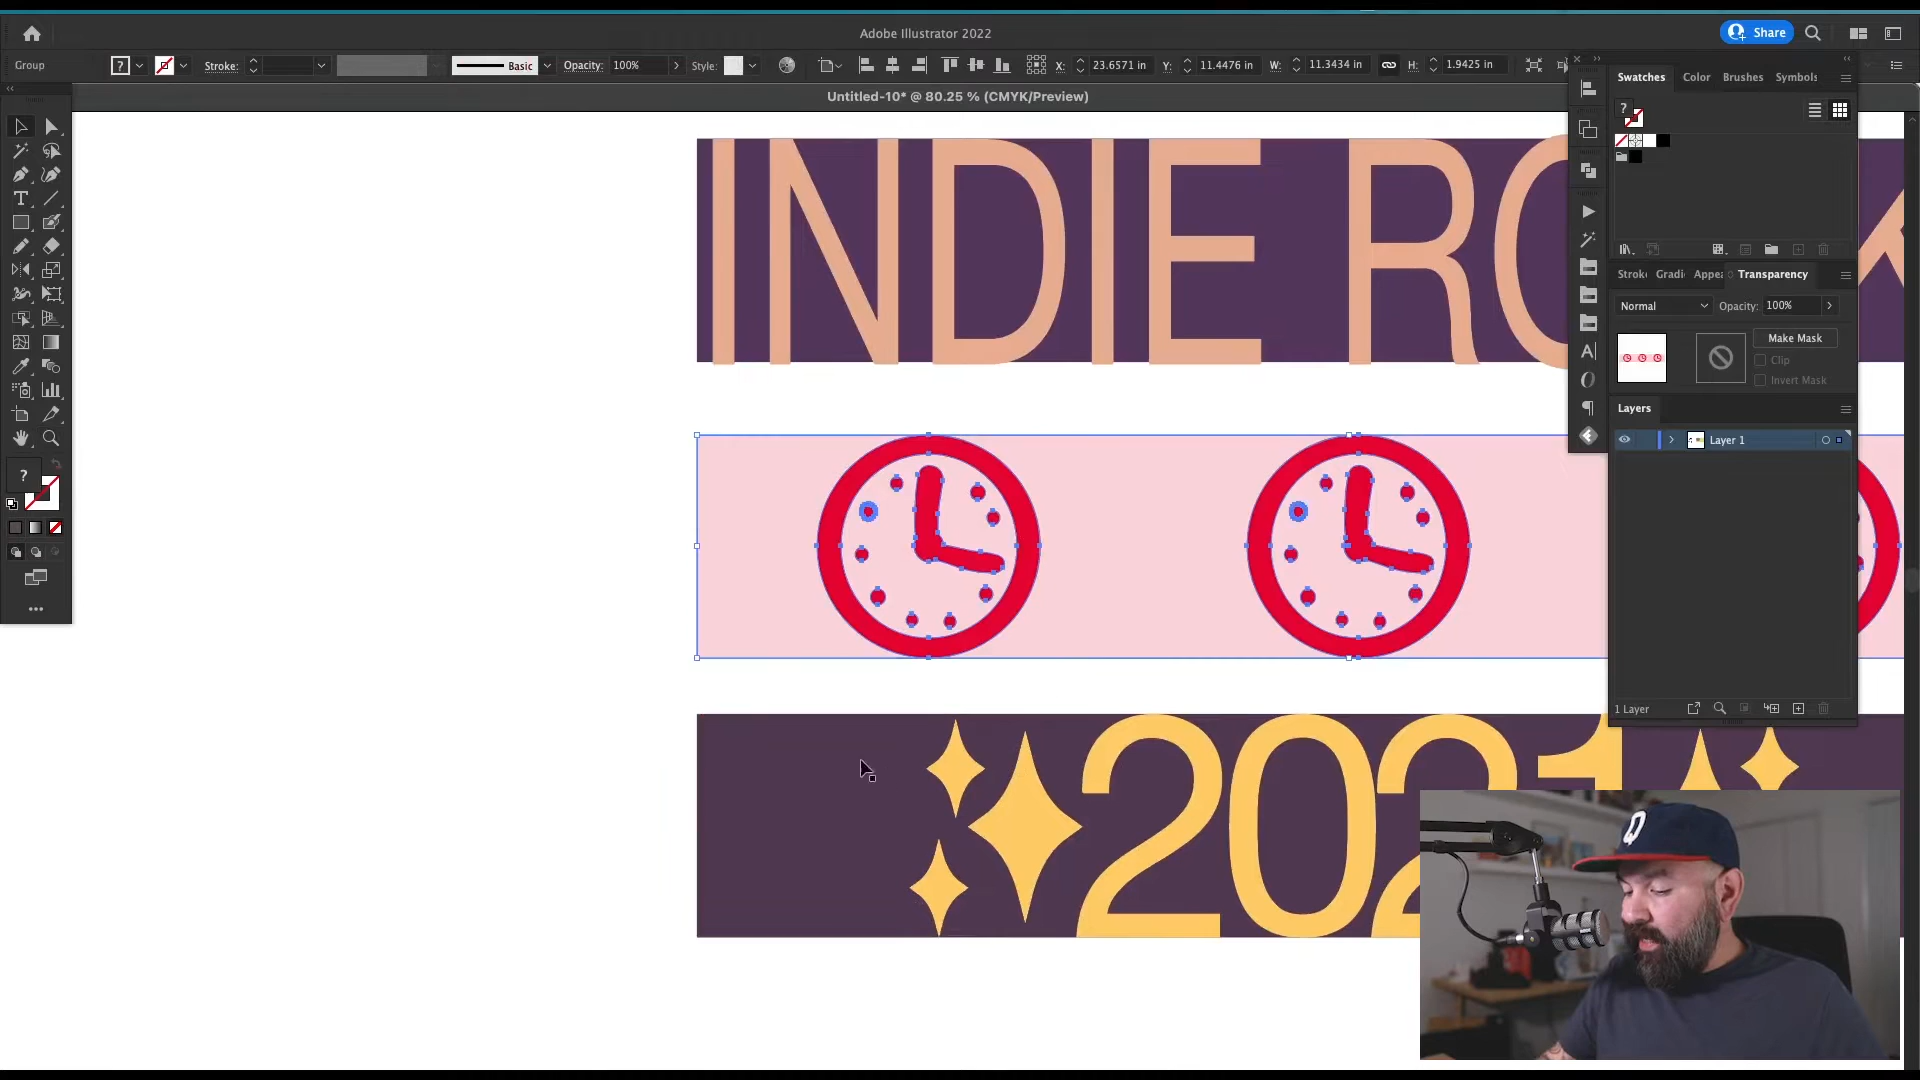 Adobe Illustrator 2022
Share
Group
?
Stroke:
Basic
Opacity: 100%
Style:
X: 23.6571 in
Y: 11.4476 in
W: 11.3434 in
H: 1.9425 in
Untitled-10* @ 80.25 % (CMYK/Preview)
Swatches
Color
Brushes
Symbols
?
Stroke
Gradi
Appea
Transparency
Normal
Opacity: 100%
Make Mask
Clip
Invert Mask
Layers
Layer 1
1 Layer
T
?
INDIE RO
2021